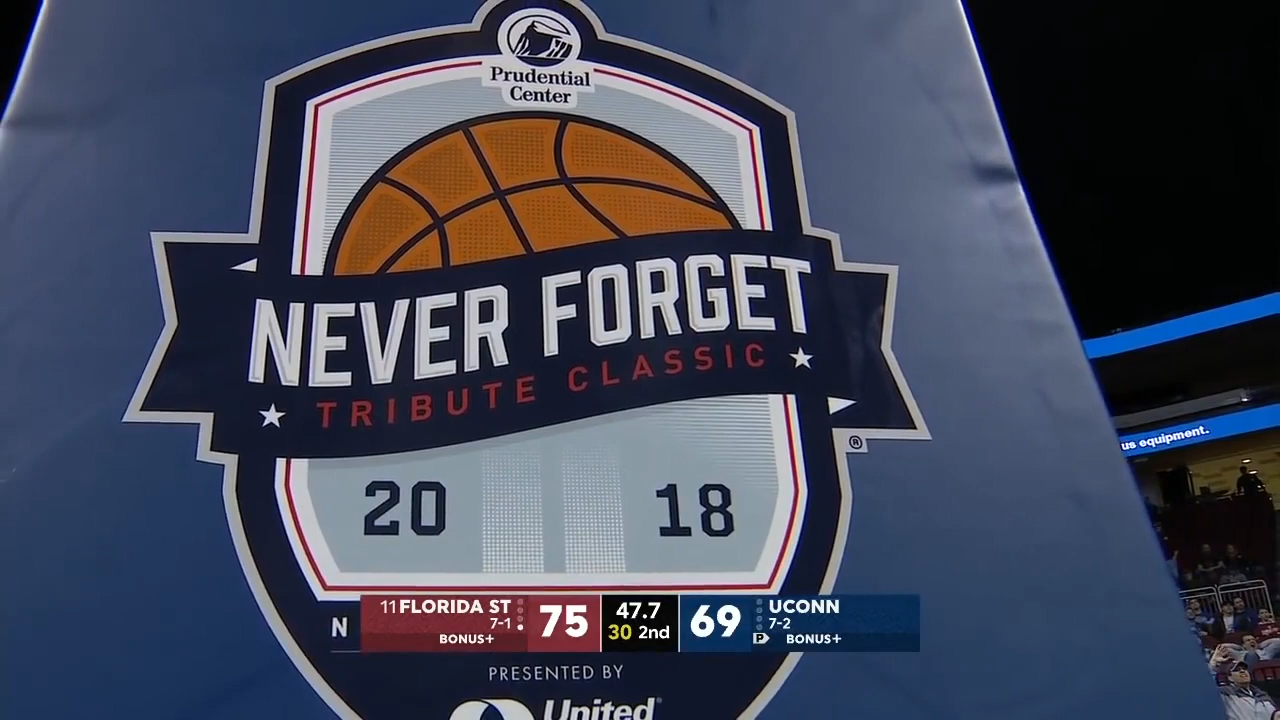 Prudential
Center
NEVER FORGET
TRIBUTE CLASSIC
®
us equipment.
20 18
11 FLORIDA ST 75 47.7 69 UCONN
7-1 30 2nd 7-2
BONUS+ P BONUS+
N
PRESENTED BY
United